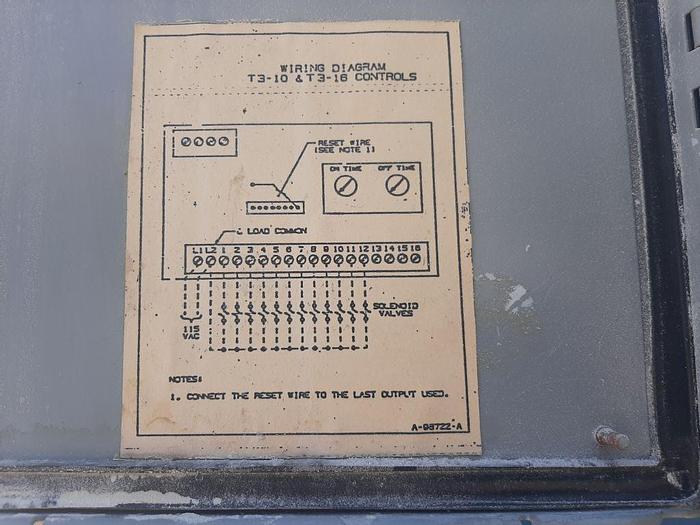 WIRING DIAGRAM
T3-10 & T3-16 CONTROLS
RESET WIRE
(SEE NOTE 1)
ON TIME OFF TIME
& LOAD COMMON
L1 L2 1 2 3 4 5 6 7 8 9 10 11 12 13 14 15 16
115
VAC
SOLENOID
VALVES
NOTES:
1. CONNECT THE RESET WIRE TO THE LAST OUTPUT USED.
A-98722-A